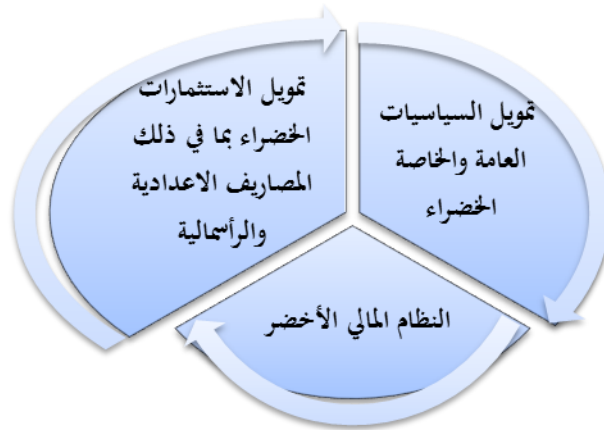 تمويل السياسيات
العامة والخاصة
الخضراء
تمويل الاستثمارات
الخضراء بما في ذلك
المصاريف الاعدادية
والرأسمالية
النظام المالي الأخضر